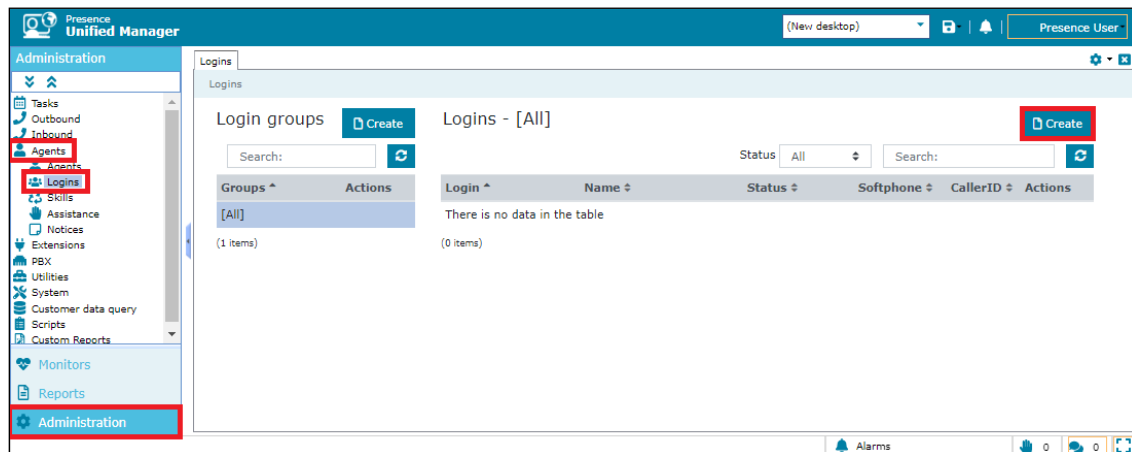 Presence
Unified Manager
(New desktop)
Presence User
Administration
Tasks
Outbound
Inbound
Agents
Agents
Logins
Skills
Assistance
Notices
Extensions
PBX
Utilities
System
Customer data query
Scripts
Custom Reports
Monitors
Reports
Administration
Logins
Logins
Login groups
Create
Search:
Groups
Actions
[All]
(1 items)
Logins - [All]
Create
Status
All
Search:
Login
Name
Status
Softphone
CallerID
Actions
There is no data in the table
(0 items)
Alarms
0
0